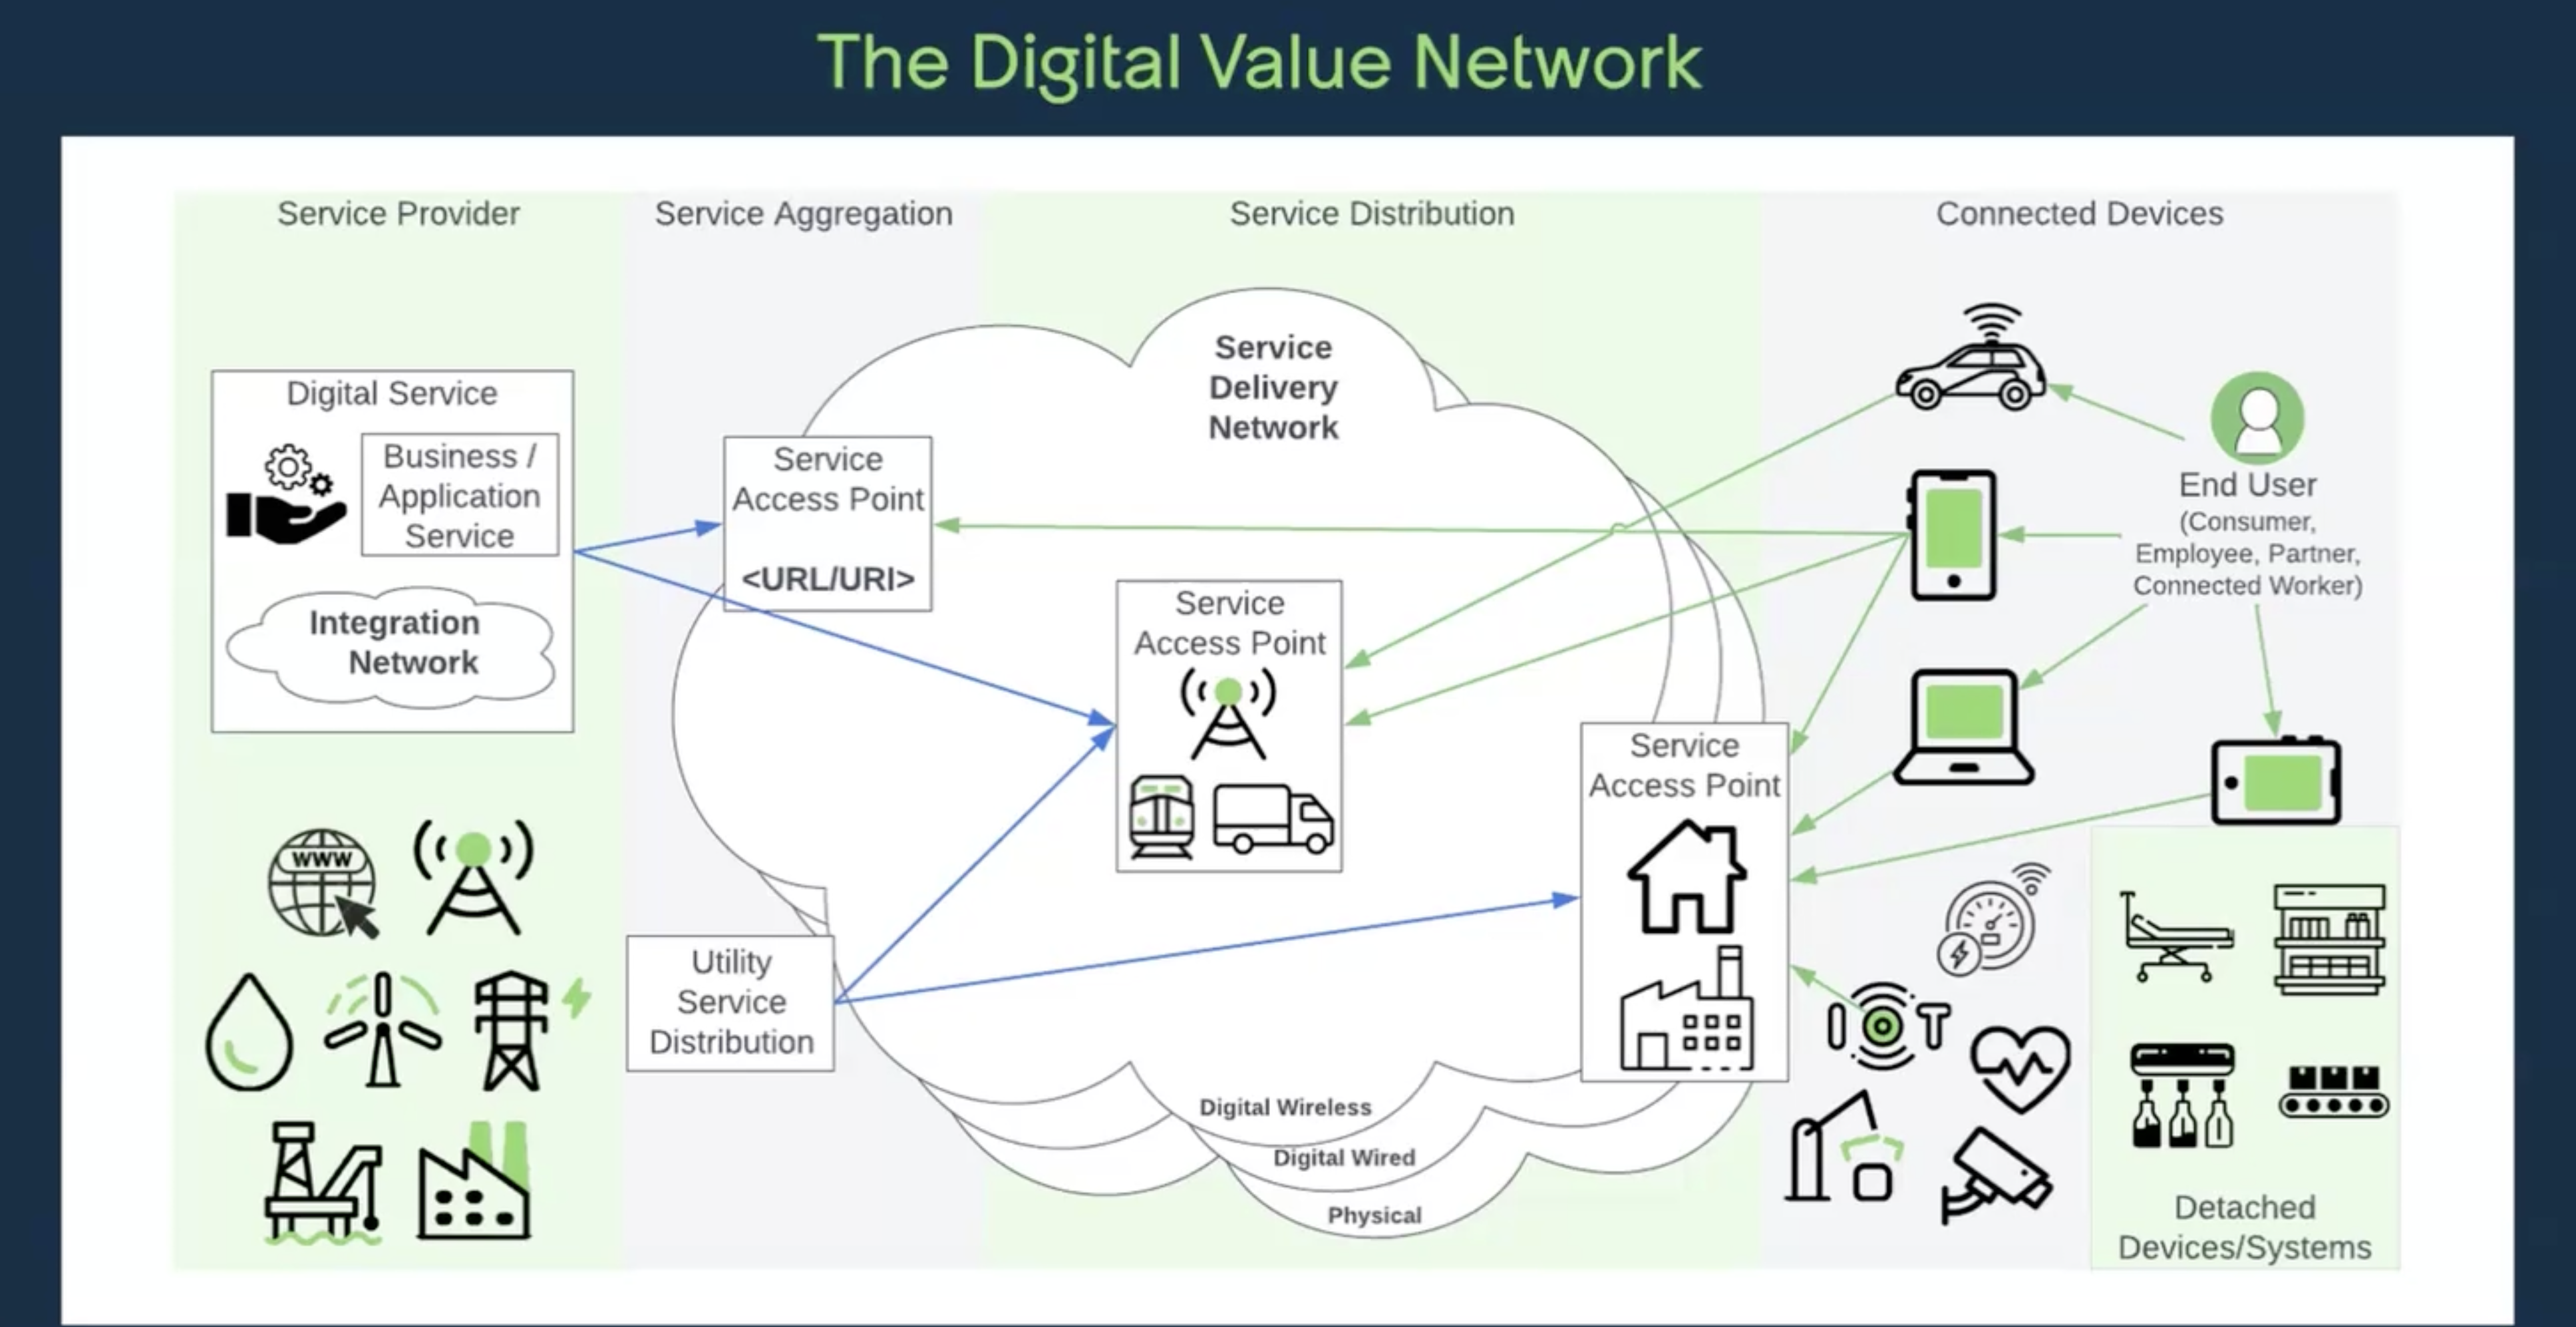 The Digital Value Network
Service Provider
Service Aggregation
Service Distribution
Connected Devices
Digital Service
Business /
Application
Service
Integration
Network
WWW
Service
Access Point
<URL/URI>
Utility
Service
Distribution
Service
Delivery
Network
Service
Access Point
Service
Access Point
Digital Wireless
Digital Wired
Physical
End User
(Consumer,
Employee, Partner,
Connected Worker)
I T
Detached
Devices/Systems